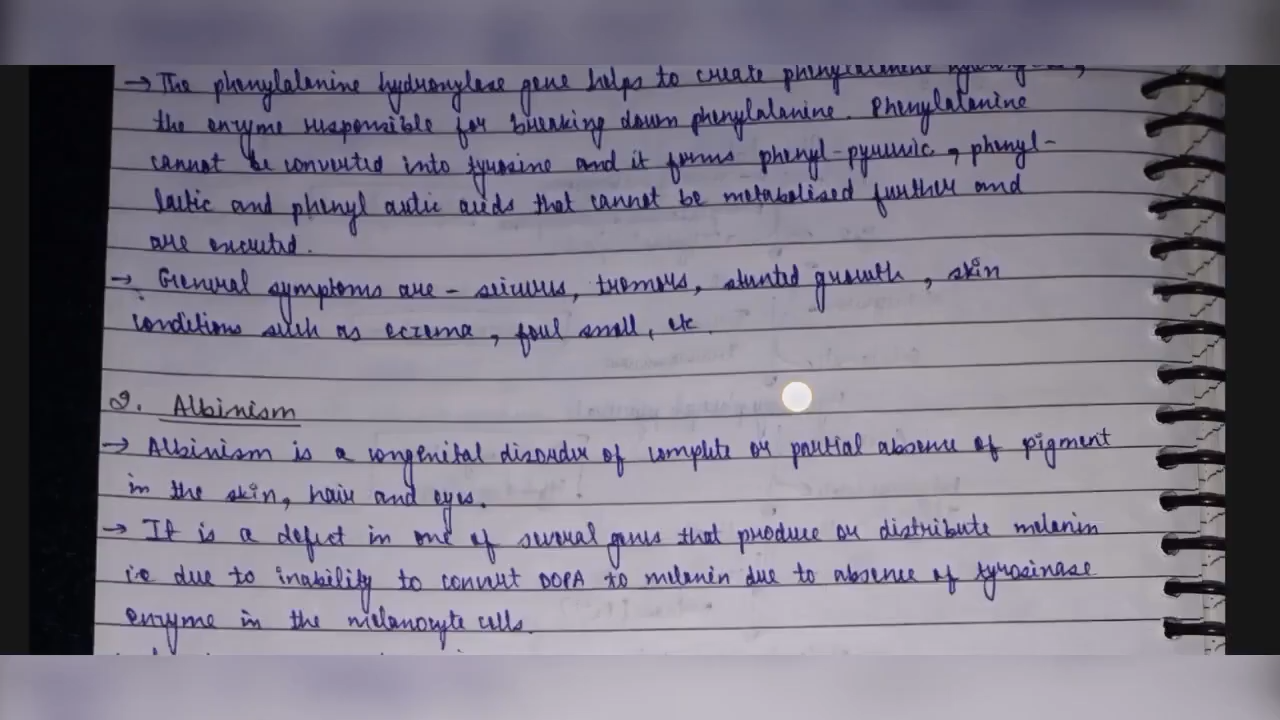 → The phenylalanine hydroxylase gene helps to create phenylalanine
the enzyme responsible for breaking down phenylalanine. Phenylalanine
cannot be converted into tyrosine and it forms phenyl-pyruvic, phenyl-
lactic and phenyl acetic acids that cannot be metabolised further and
are excreted.
→ General symptoms are - seizures, tremors, stunted growth, skin
conditions such as eczema, foul smell, etc.
2. Albinism
→ Albinism is a congenital disorder of complete or partial absence of pigment
in the skin, hair and eyes.
→ It is a defect in one of several genes that produce or distribute melanin
i.e due to inability to convert DOPA to melanin due to absence of tyrosinase
enzyme in the melanocyte cells.